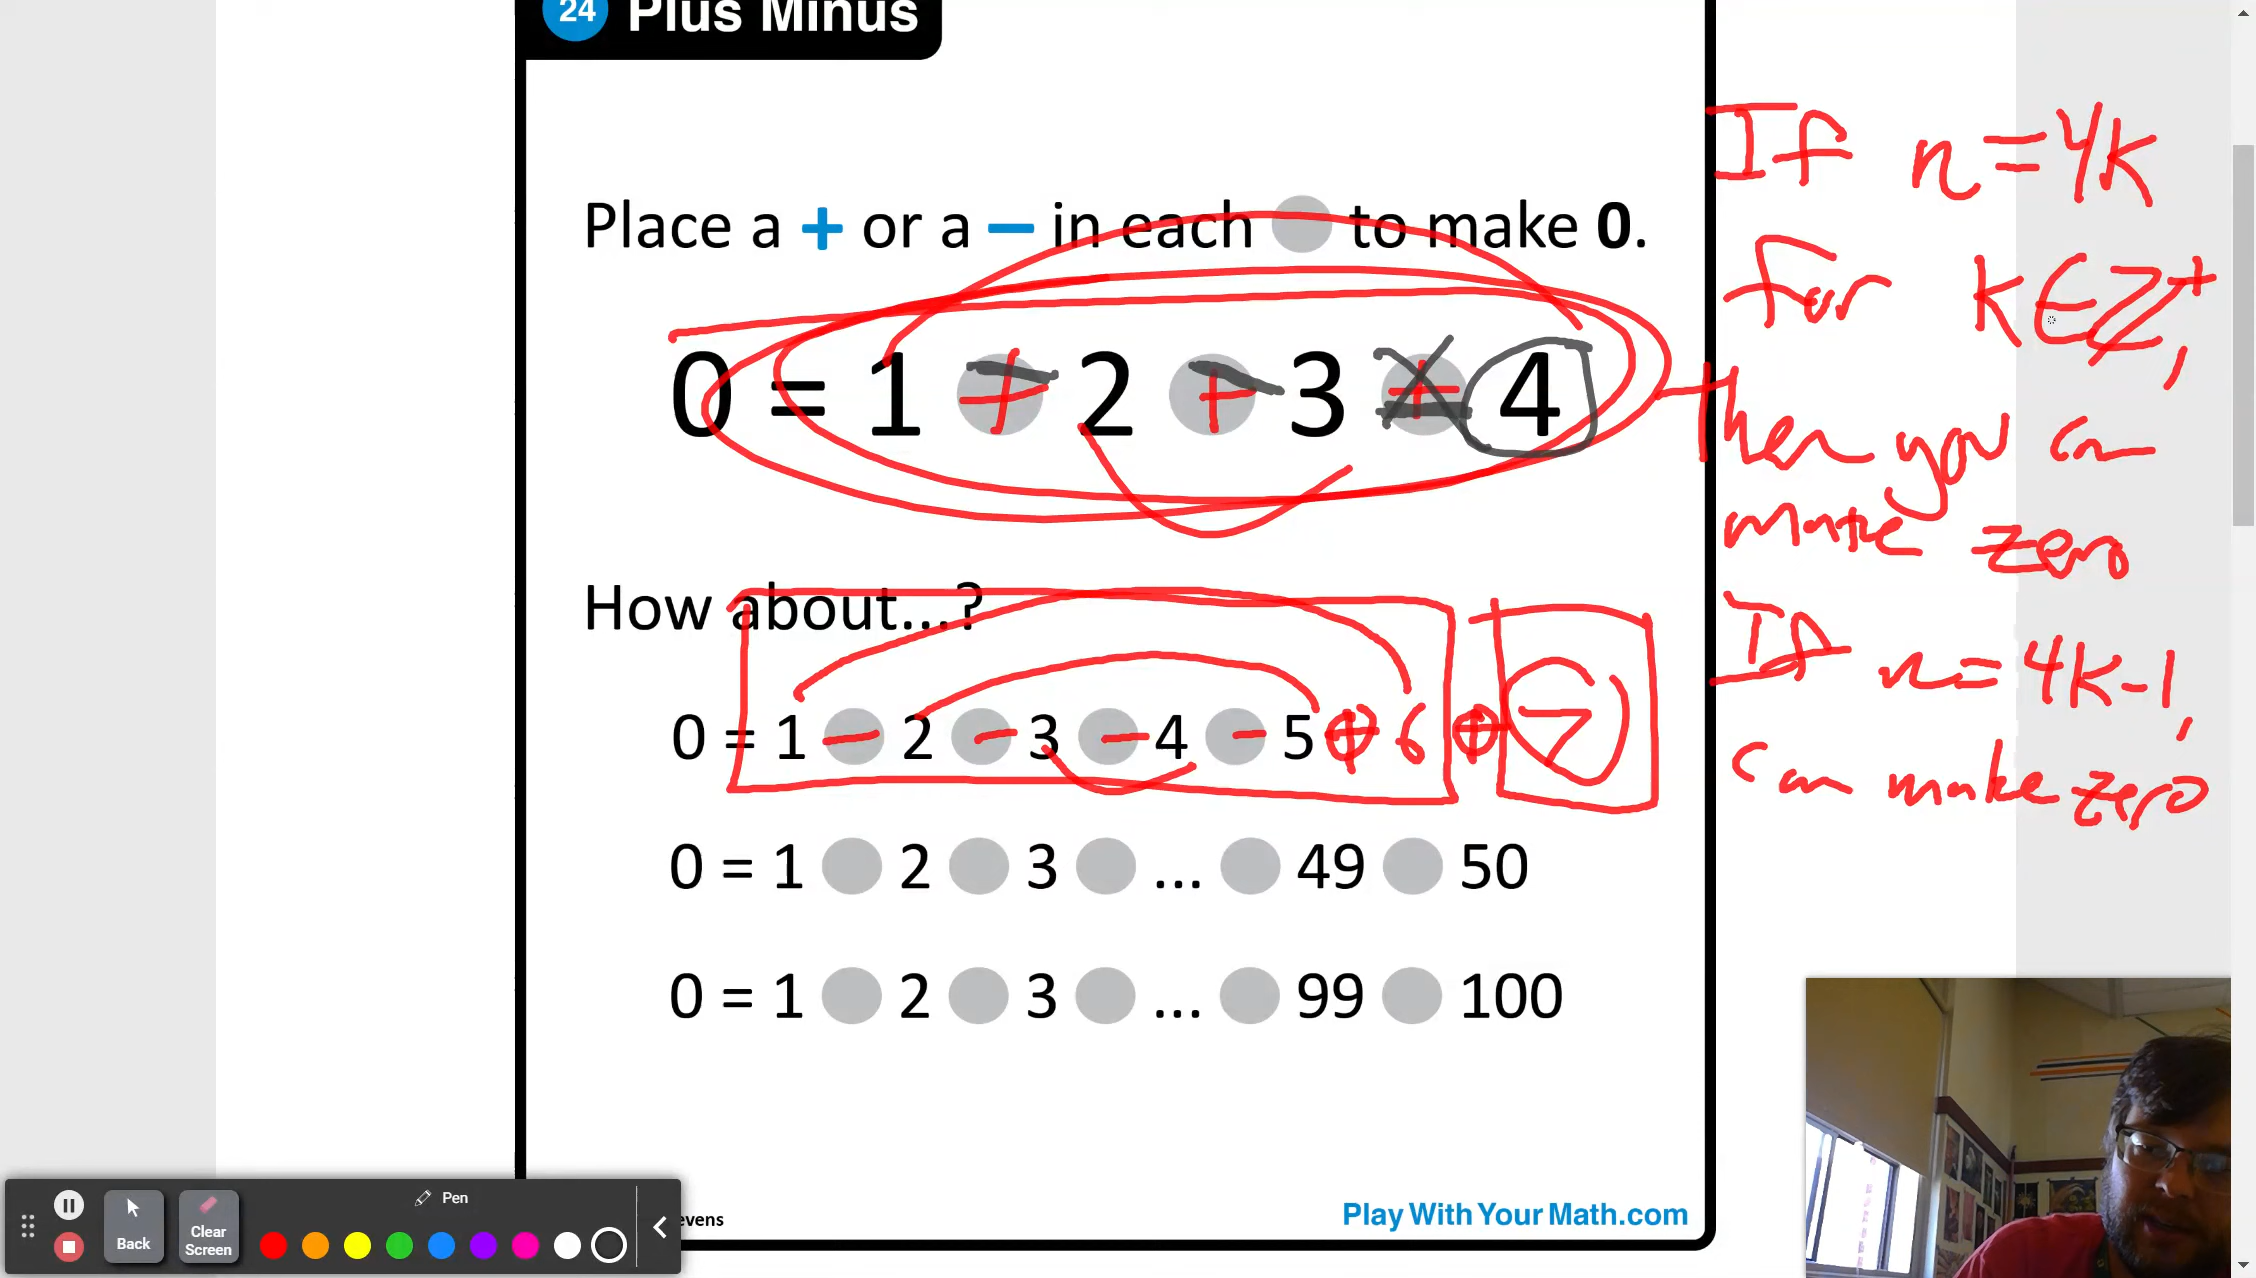 24 Plus Minus
Place a + or a − in each to make 0.
0 = 1 2 3 4
How about...?
0 = 1 − 2 − 3 − 4 − 5 + 6 + 7
0 = 1 2 3 ... 49 50
0 = 1 2 3 ... 99 100
evens
Play With Your Math.com
If n=4k
for k∈Z⁺,
then you can
make zero
If n=4k-1,
can make zero
Pen
Back
Clear
Screen